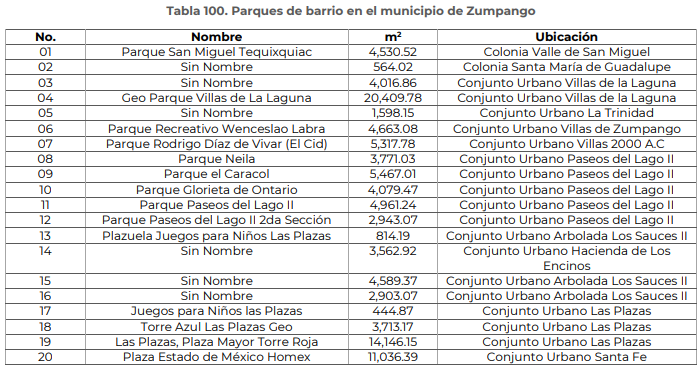 Tabla 100. Parques de barrio en el municipio de Zumpango
No. Nombre m² Ubicación
01 Parque San Miguel Tequixquiac 4,530.52 Colonia Valle de San Miguel
02 Sin Nombre 564.02 Colonia Santa María de Guadalupe
03 Sin Nombre 4,016.86 Conjunto Urbano Villas de la Laguna
04 Geo Parque Villas de La Laguna 20,409.78 Conjunto Urbano Villas de la Laguna
05 Sin Nombre 1,598.15 Conjunto Urbano La Trinidad
06 Parque Recreativo Wenceslao Labra 4,663.08 Conjunto Urbano Villas de Zumpango
07 Parque Rodrigo Díaz de Vivar (El Cid) 5,317.78 Conjunto Urbano Villas 2000 A.C
08 Parque Neila 3,771.03 Conjunto Urbano Paseos del Lago II
09 Parque el Caracol 5,467.01 Conjunto Urbano Paseos del Lago II
10 Parque Glorieta de Ontario 4,079.47 Conjunto Urbano Paseos del Lago II
11 Parque Paseos del Lago II 4,961.24 Conjunto Urbano Paseos del Lago II
12 Parque Paseos del Lago II 2da Sección 2,943.07 Conjunto Urbano Paseos del Lago II
13 Plazuela Juegos para Niños Las Plazas 814.19 Conjunto Urbano Arbolada Los Sauces II
14 Sin Nombre 3,562.92 Conjunto Urbano Hacienda de Los
Encinos
15 Sin Nombre 4,589.37 Conjunto Urbano Arbolada Los Sauces II
16 Sin Nombre 2,903.07 Conjunto Urbano Arbolada Los Sauces II
17 Juegos para Niños las Plazas 444.87 Conjunto Urbano Las Plazas
18 Torre Azul Las Plazas Geo 3,713.17 Conjunto Urbano Las Plazas
19 Las Plazas, Plaza Mayor Torre Roja 14,146.15 Conjunto Urbano Las Plazas
20 Plaza Estado de México Homex 11,036.39 Conjunto Urbano Santa Fe